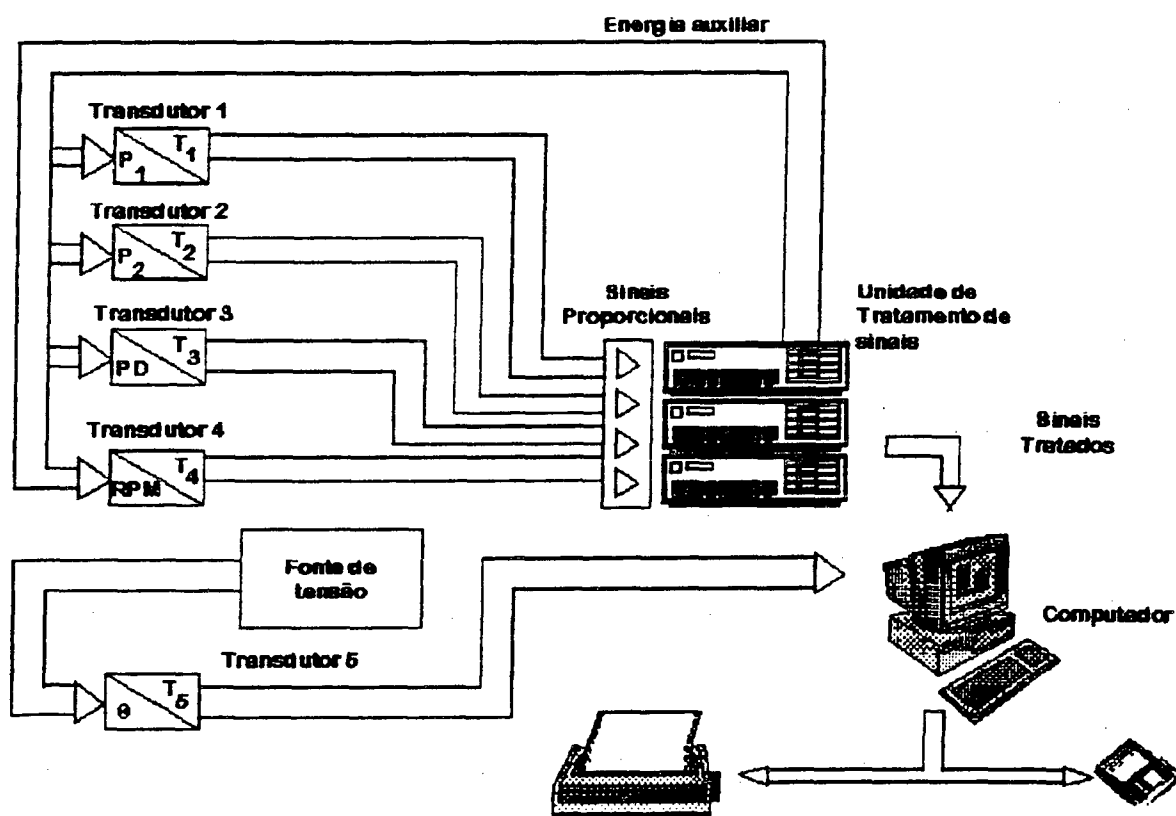 Energia auxiliar
Transdutor 1
P1
T1
Transdutor 2
P2
T2
Transdutor 3
PD
T3
Transdutor 4
RPM
T4
Sinais
Proporcionais
Unidade de
Tratamento de
sinais
Sinais
Tratados
Fonte de
tensão
Transdutor 5
Θ
T5
Computador